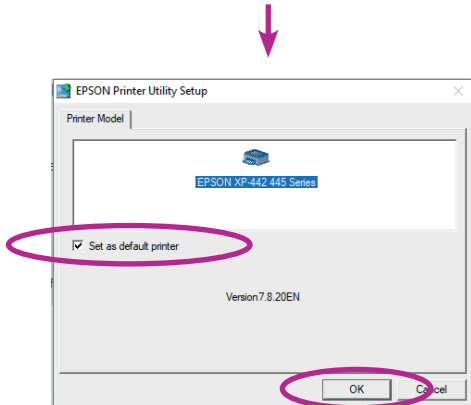 EPSON Printer Utility Setup
Printer Model
EPSON XP-442 445 Series
Set as default printer
Version7.8.20EN
OK Cancel